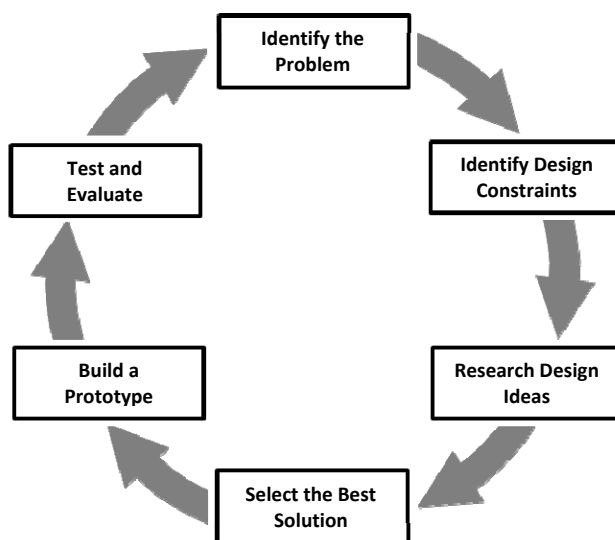 Identify the
Problem
Identify Design
Constraints
Research Design
Ideas
Select the Best
Solution
Build a
Prototype
Test and
Evaluate